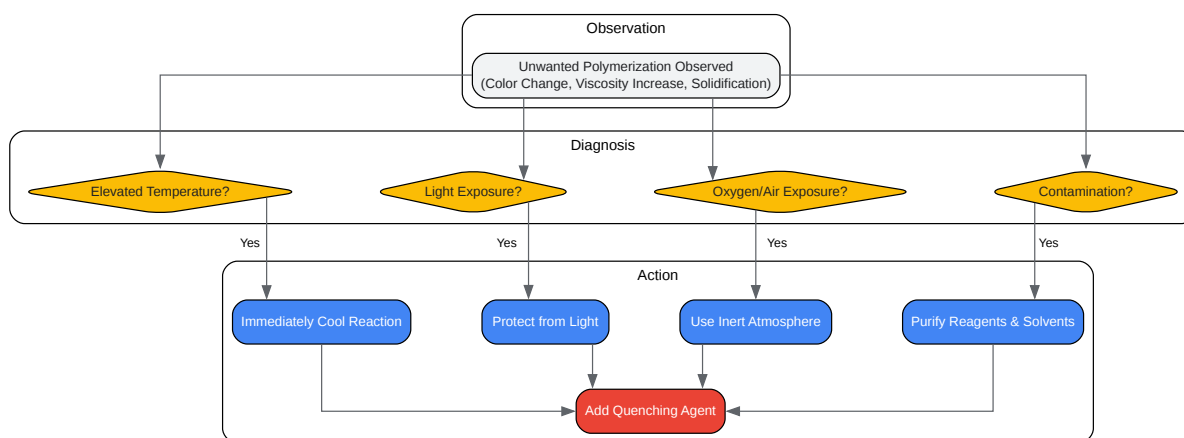 Observation
Unwanted Polymerization Observed
(Color Change, Viscosity Increase, Solidification)
Diagnosis
Elevated Temperature?
Light Exposure?
Oxygen/Air Exposure?
Contamination?
Yes
Yes
Yes
Yes
Action
Immediately Cool Reaction
Protect from Light
Use Inert Atmosphere
Purify Reagents & Solvents
Add Quenching Agent